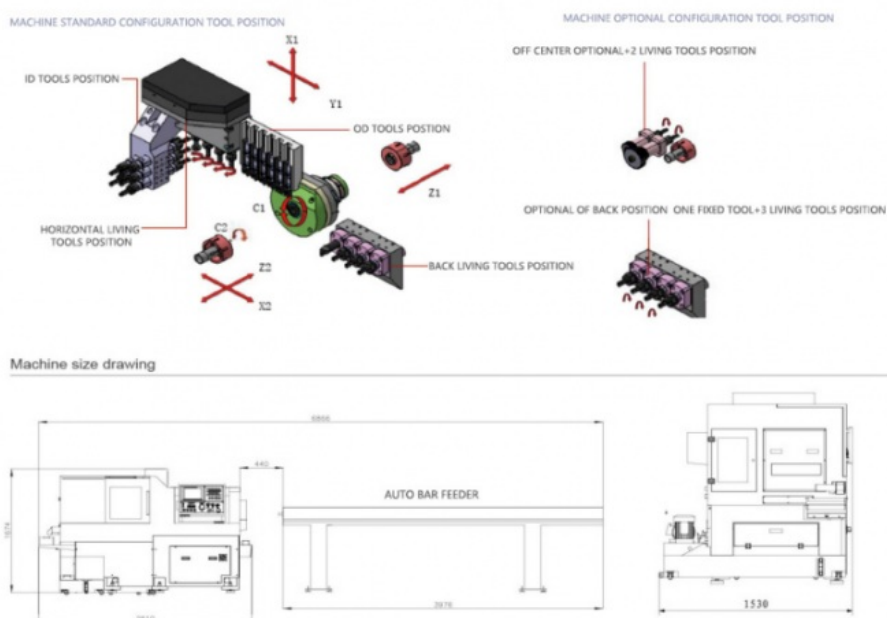 MACHINE STANDARD CONFIGURATION TOOL POSITION
MACHINE OPTIONAL CONFIGURATION TOOL POSITION
X1
OFF CENTER OPTIONAL+2 LIVING TOOLS POSITION
ID TOOLS POSITION
Y1
OD TOOLS POSTION
Z1
C1
OPTIONAL OF BACK POSITION ONE FIXED TOOL+3 LIVING TOOLS POSITION
HORIZONTAL LIVING
TOOLS POSITION
C2
Z2
BACK LIVING TOOLS POSITION
X2
Machine size drawing
440
AUTO BAR FEEDER
1530